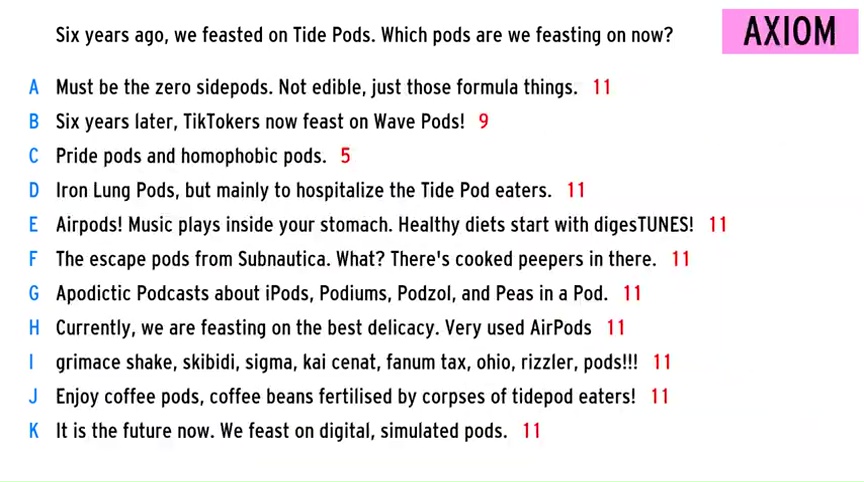 Six years ago, we feasted on Tide Pods. Which pods are we feasting on now?
AXIOM
A Must be the zero sidepods. Not edible, just those formula things. 11
B Six years later, TikTokers now feast on Wave Pods! 9
C Pride pods and homophobic pods. 5
D Iron Lung Pods, but mainly to hospitalize the Tide Pod eaters. 11
E Airpods! Music plays inside your stomach. Healthy diets start with digesTUNES! 11
F The escape pods from Subnautica. What? There's cooked peepers in there. 11
G Apodictic Podcasts about iPods, Podiums, Podzol, and Peas in a Pod. 11
H Currently, we are feasting on the best delicacy. Very used AirPods 11
I grimace shake, skibidi, sigma, kai cenat, fanum tax, ohio, rizzler, pods!!! 11
J Enjoy coffee pods, coffee beans fertilised by corpses of tidepod eaters! 11
K It is the future now. We feast on digital, simulated pods. 11